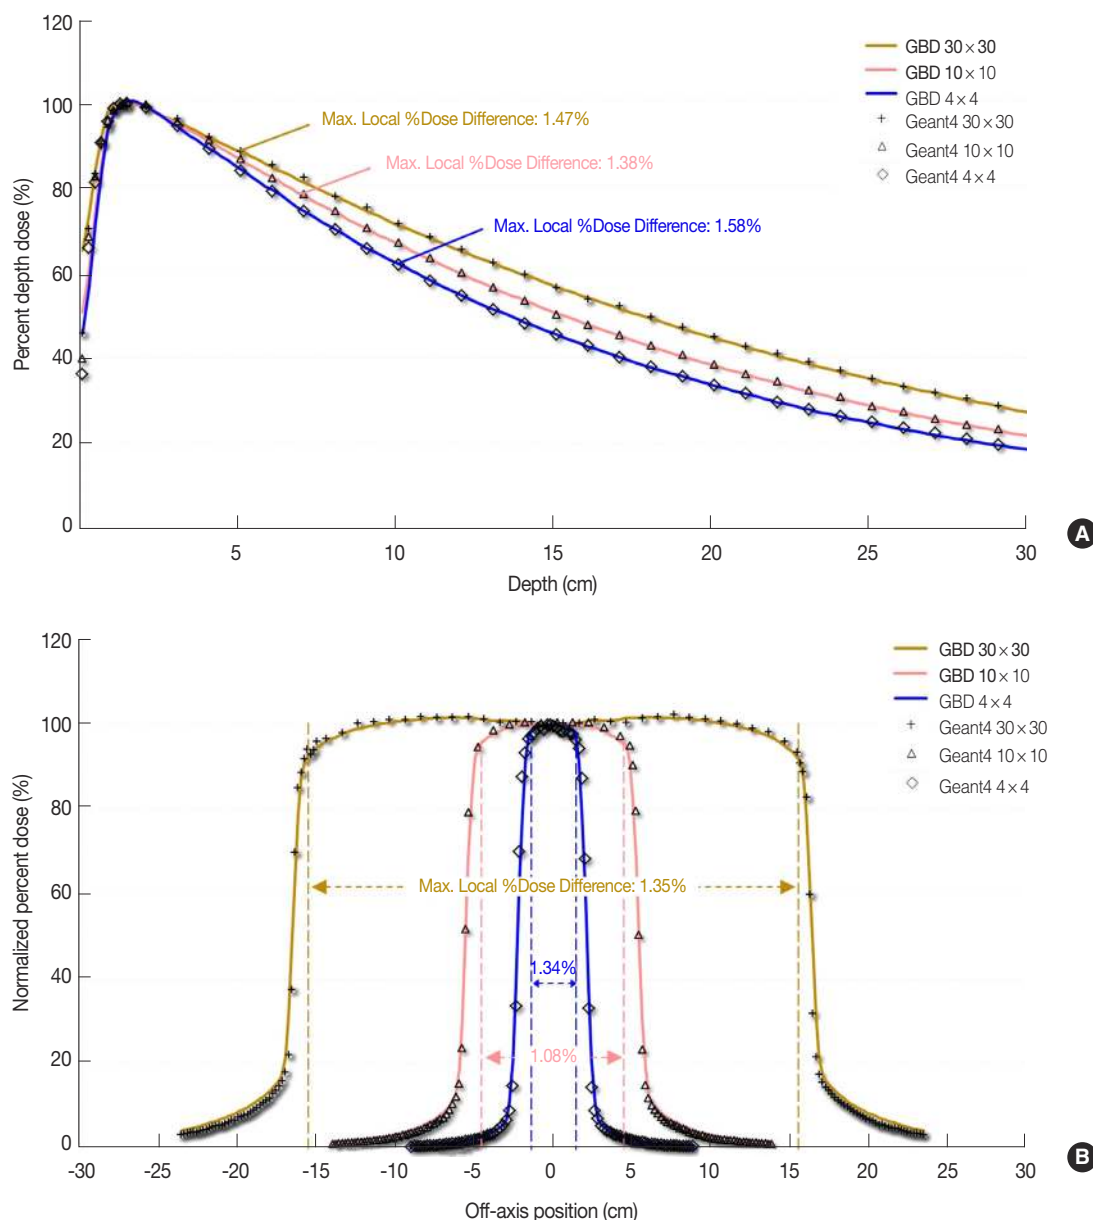 120
100
80
60
40
20
0
Percent depth dose (%)
GBD 30 × 30
GBD 10 × 10
GBD 4 × 4
Geant4 30 × 30
Geant4 10 × 10
Geant4 4 × 4
Max. Local %Dose Difference: 1.47%
Max. Local %Dose Difference: 1.38%
Max. Local %Dose Difference: 1.58%
5 10 15 20 25 30
Depth (cm)
A
120
100
80
60
40
20
0
Normalized percent dose (%)
GBD 30 × 30
GBD 10 × 10
GBD 4 × 4
Geant4 30 × 30
Geant4 10 × 10
Geant4 4 × 4
Max. Local %Dose Difference: 1.35%
1.34%
1.08%
-30 -25 -20 -15 -10 -5 0 5 10 15 20 25 30
Off-axis position (cm)
B